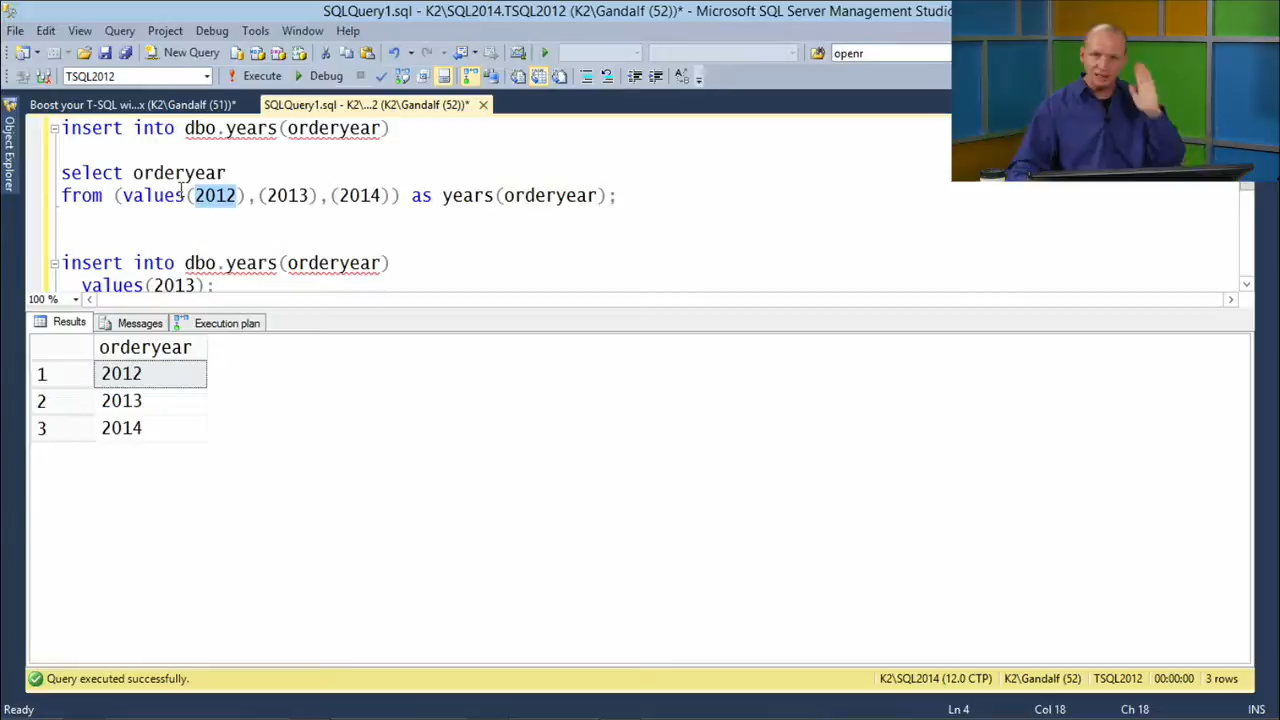 SQLQuery1.sql - K2\SQL2014.TSQL2012 (K2\Gandalf (52))* - Microsoft SQL Server Management Studio
File Edit View Query Project Debug Tools Window Help
New Query openr
TSQL2012 Execute Debug
Boost your T-SQL wi...x (K2\Gandalf (51))* SQLQuery1.sql - K2\...2 (K2\Gandalf (52))*
Object Explorer
insert into dbo.years(orderyear)
select orderyear
from (values(2012),(2013),(2014)) as years(orderyear);
insert into dbo.years(orderyear)
values(2013);
100 %
Results Messages Execution plan
orderyear
1 2012
2 2013
3 2014
Query executed successfully. K2\SQL2014 (12.0 CTP) K2\Gandalf (52) TSQL2012 00:00:00 3 rows
Ready Ln 4 Col 18 Ch 18 INS